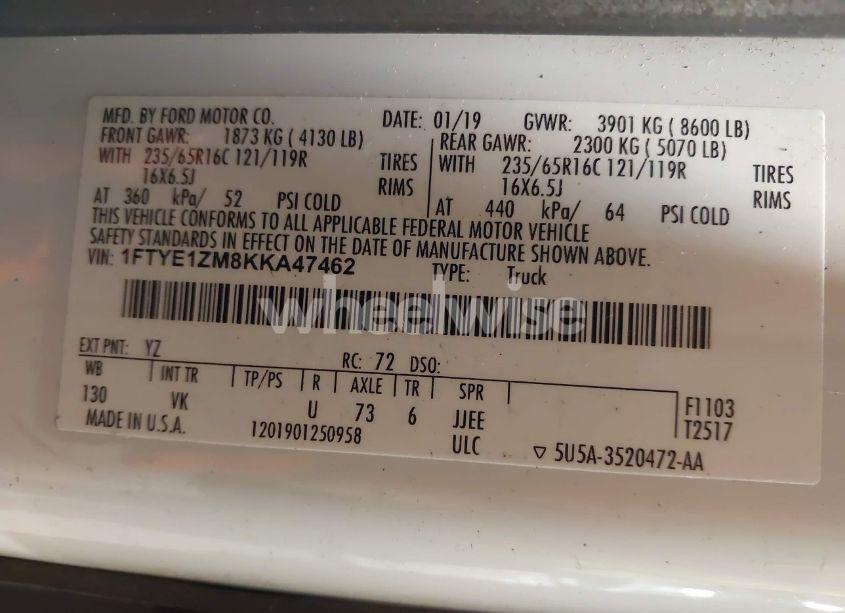 MFD. BY FORD MOTOR CO. DATE: 01/19 GVWR: 3901 KG ( 8600 LB)
FRONT GAWR: 1873 KG ( 4130 LB) REAR GAWR: 2300 KG ( 5070 LB)
WITH 235/65R16C 121/119R TIRES WITH 235/65R16C 121/119R TIRES
16X6.5J RIMS 16X6.5J RIMS
AT 360 kPa/ 52 PSI COLD AT 440 kPa/ 64 PSI COLD
THIS VEHICLE CONFORMS TO ALL APPLICABLE FEDERAL MOTOR VEHICLE
SAFETY STANDARDS IN EFFECT ON THE DATE OF MANUFACTURE SHOWN ABOVE.
VIN: 1FTYE1ZM8KKA47462 TYPE: Truck
wheelwise
EXT PNT: YZ RC: 72 DSO:
WB INT TR TP/PS R AXLE TR SPR
130 VK U 73 6 JJEE F1103
MADE IN U.S.A. 1201901250958 ULC T2517
▽ 5U5A-3520472-AA